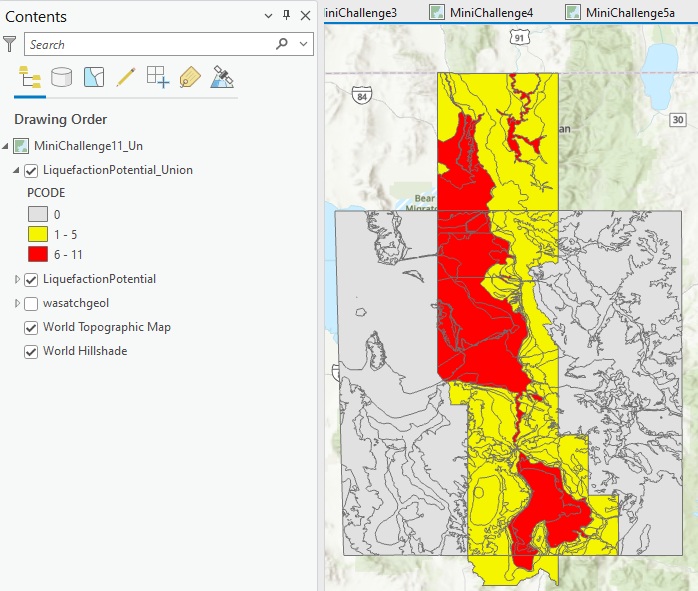 Contents
Search
Drawing Order
MiniChallenge11_Un
LiquefactionPotential_Union
PCODE
0
1 - 5
6 - 11
LiquefactionPotential
wasatchgeol
World Topographic Map
World Hillshade
iniChallenge3
MiniChallenge4
MiniChallenge5a
91
84
30
an
Bear
Migrato